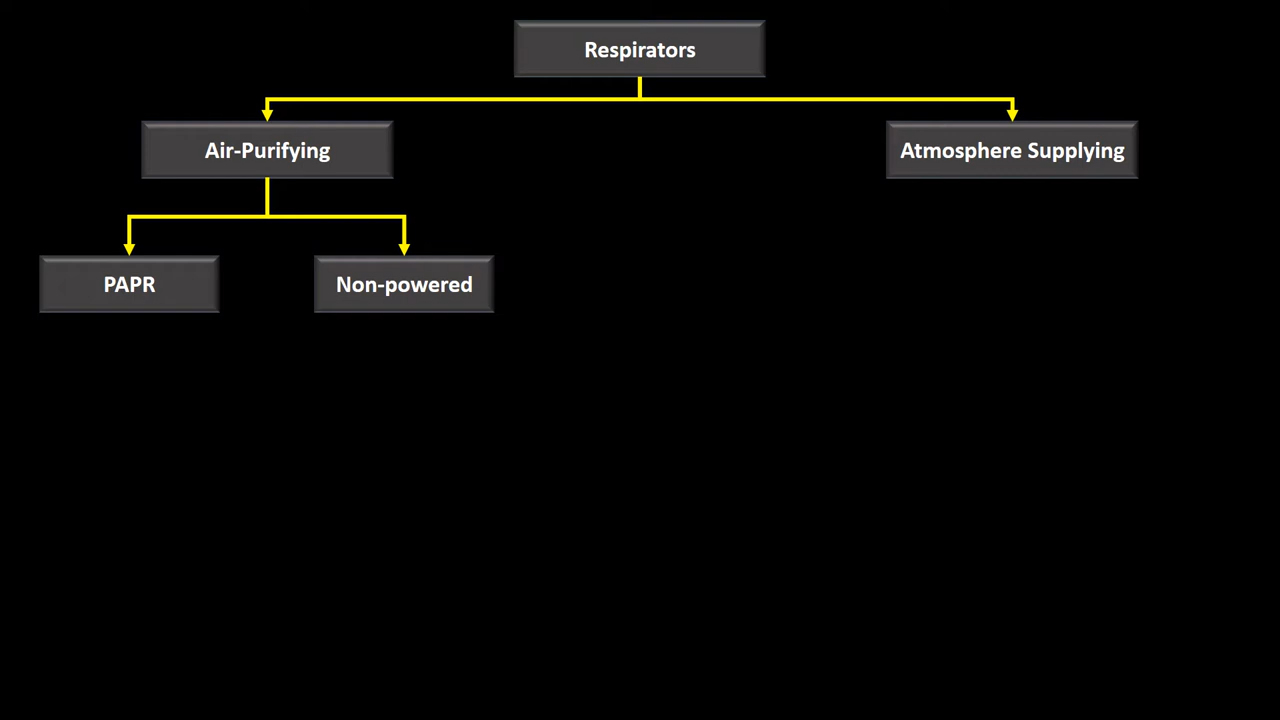 Respirators
Air-Purifying
Atmosphere Supplying
PAPR
Non-powered